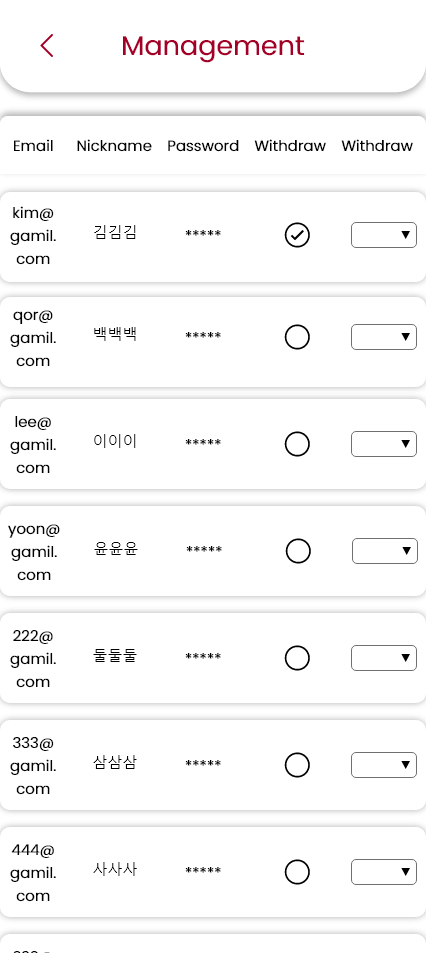 Management
Email Nickname Password Withdraw Withdraw
kim@
gamil.
com
김김김
*****
qor@
gamil.
com
백백백
*****
lee@
gamil.
com
이이이
*****
yoon@
gamil.
com
윤윤윤
*****
222@
gamil.
com
둘둘둘
*****
333@
gamil.
com
삼삼삼
*****
444@
gamil.
com
사사사
*****